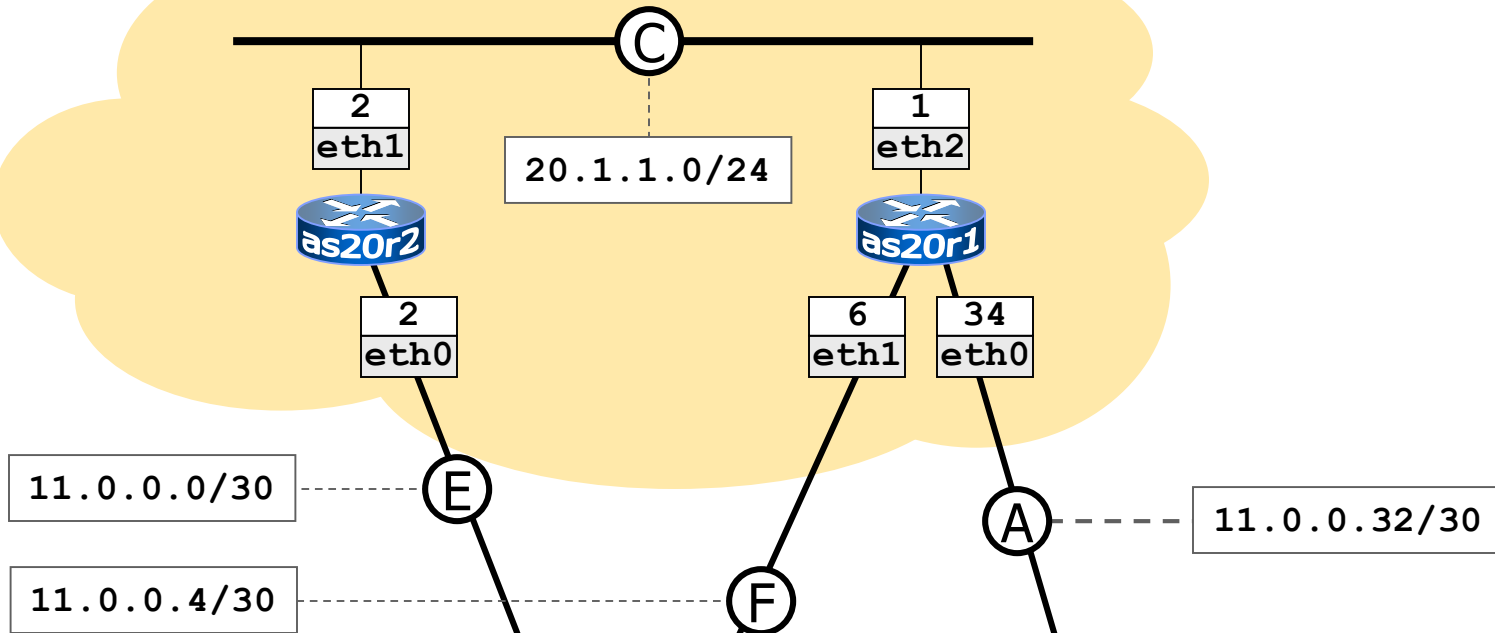 C
2
eth1
1
eth2
20.1.1.0/24
as20r2
as20r1
2
eth0
6
eth1
34
eth0
11.0.0.0/30
E
A
11.0.0.32/30
11.0.0.4/30
F